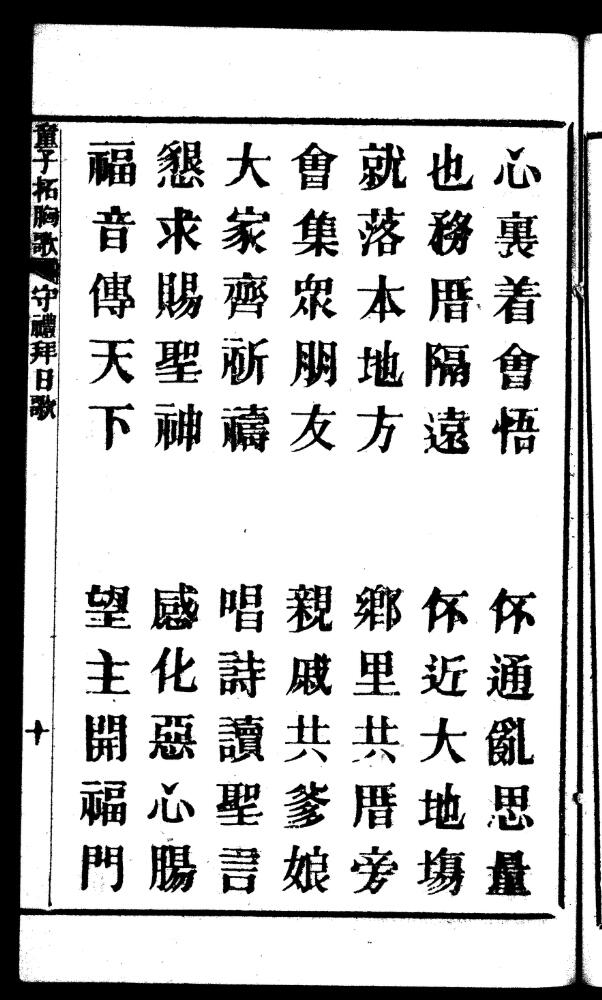 心裏着會悟 伓通亂思量
也務厝隔遠 伓近大地塲
就落本地方 鄉里共厝旁
會集眾朋友 親戚共爹娘
大家齊祈禱 唱詩讀聖言
懇求賜聖神 感化惡心腸
福音傳天下 望主開福門
童子拓胸歌 守禮拜日歌
十